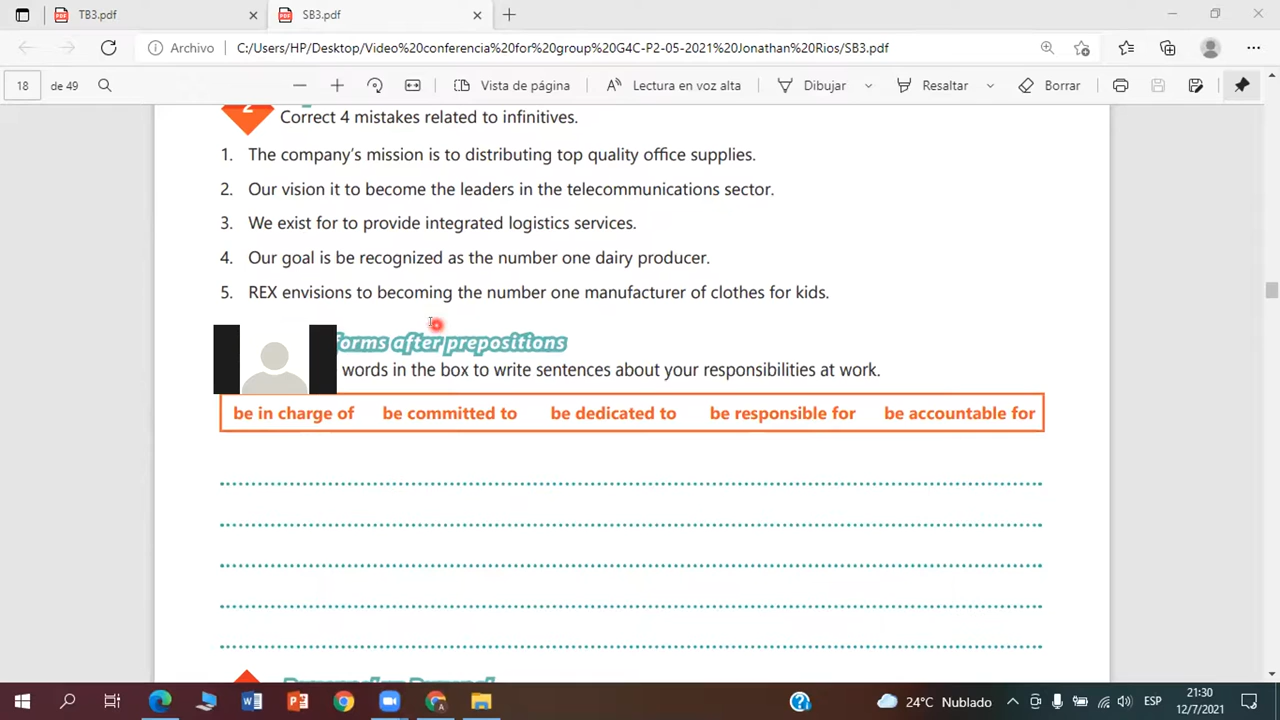 TB3.pdf
SB3.pdf
Archivo
C:/Users/HP/Desktop/Video%20conferencia%20for%20group%20G4C-P2-05-2021%20Jonathan%20Rios/SB3.pdf
18 de 49
Vista de página
Lectura en voz alta
Dibujar
Resaltar
Borrar
2
Correct 4 mistakes related to infinitives.
1. The company's mission is to distributing top quality office supplies.
2. Our vision it to become the leaders in the telecommunications sector.
3. We exist for to provide integrated logistics services.
4. Our goal is be recognized as the number one dairy producer.
5. REX envisions to becoming the number one manufacturer of clothes for kids.
forms after prepositions
words in the box to write sentences about your responsibilities at work.
be in charge of be committed to be dedicated to be responsible for be accountable for
24°C Nublado
ESP
21:30
12/7/2021